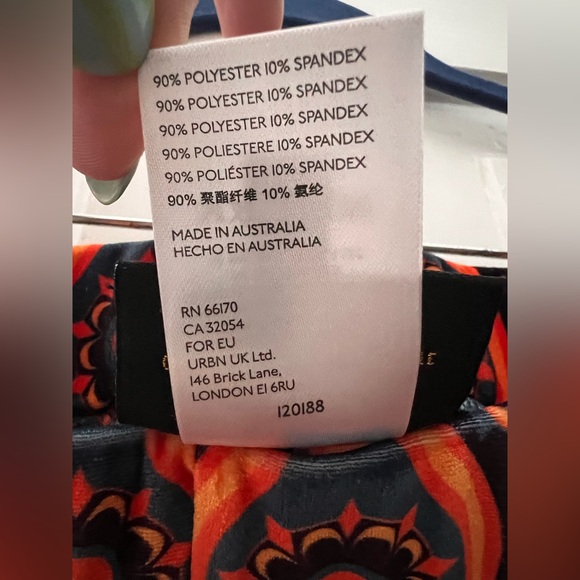 90% POLYESTER 10% SPANDEX
90% POLYESTER 10% SPANDEX
90% POLYESTER 10% SPANDEX
90% POLIESTERE 10% SPANDEX
90% POLIÉSTER 10% SPANDEX
90% 聚酯纤维 10% 氨纶
MADE IN AUSTRALIA
HECHO EN AUSTRALIA
RN 66170
CA 32054
FOR EU
URBN UK Ltd.
146 Brick Lane,
LONDON E1 6RU
120188